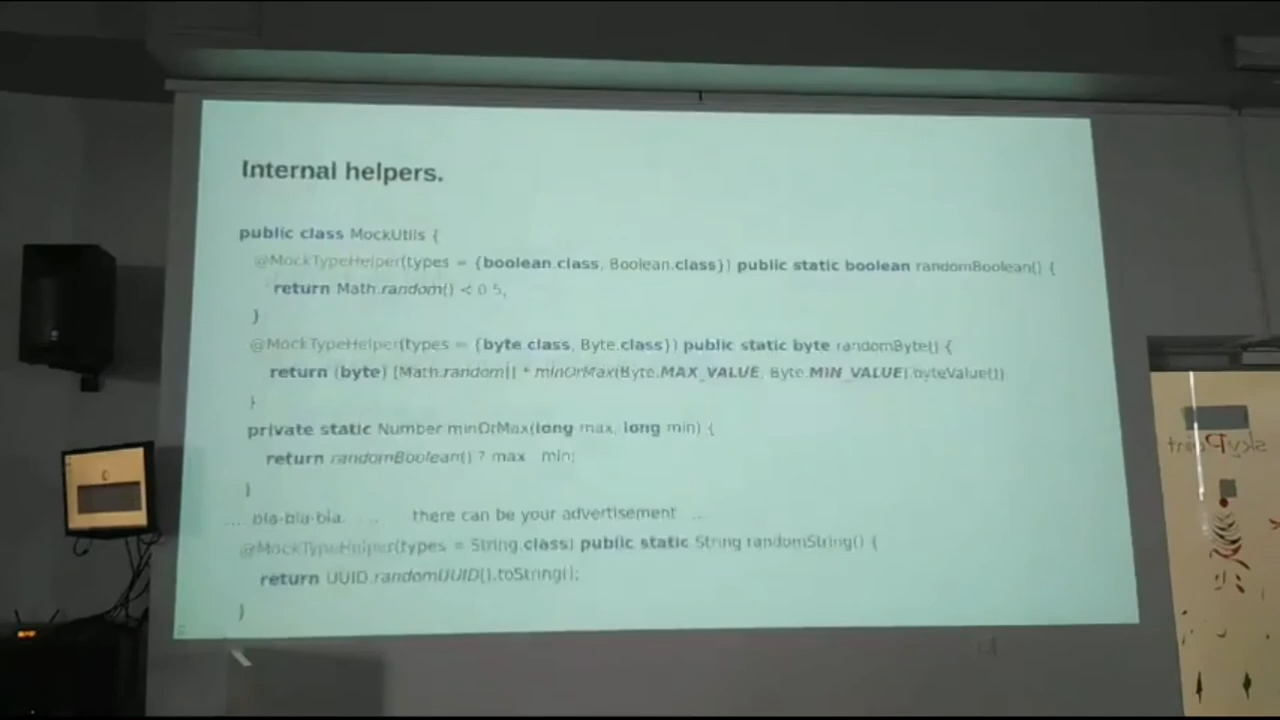 Internal helpers.
public class MockUtils {
@MockTypeHelper(types = {boolean.class, Boolean.class}) public static boolean randomBoolean() {
return Math.random() < 0.5;
}
@MockTypeHelper(types = {byte.class, Byte.class}) public static byte randomByte() {
return (byte) (Math.random() * minOrMax(Byte.MAX_VALUE, Byte.MIN_VALUE).byteValue())
}
private static Number minOrMax(long max, long min) {
return randomBoolean() ? max : min;
}
.... bla-bla-bla. .... there can be your advertisement ...
@MockTypeHelper(types = String.class) public static String randomString() {
return UUID.randomUUID().toString();
}